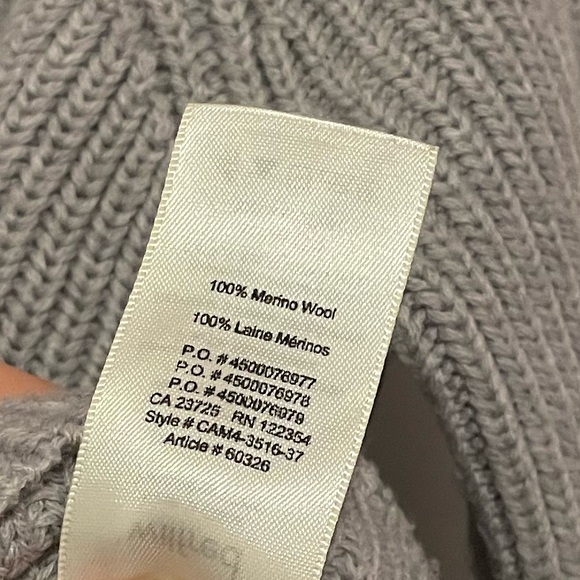 100% Merino Wool
100% Laine Mérinos
P.O. # 4500076977
P.O. # 4500076978
P.O. # 4500076979
CA 23725 RN 122354
Style # CAM4-3516-37
Article # 60326
wilfred